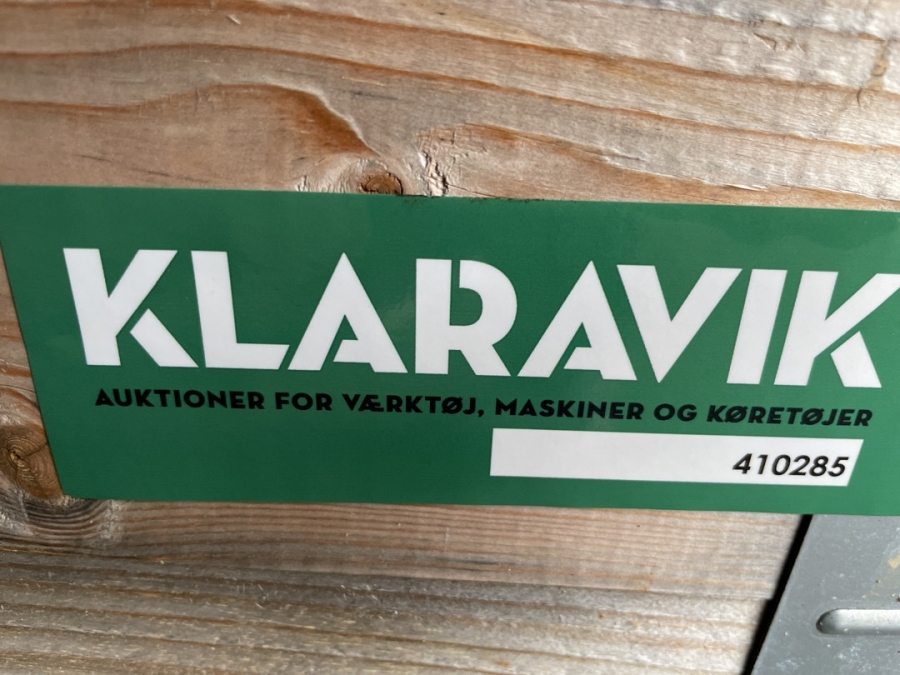 KLARAVIK
AUKTIONER FOR VÆRKTØJ, MASKINER OG KØRETØJER
410285